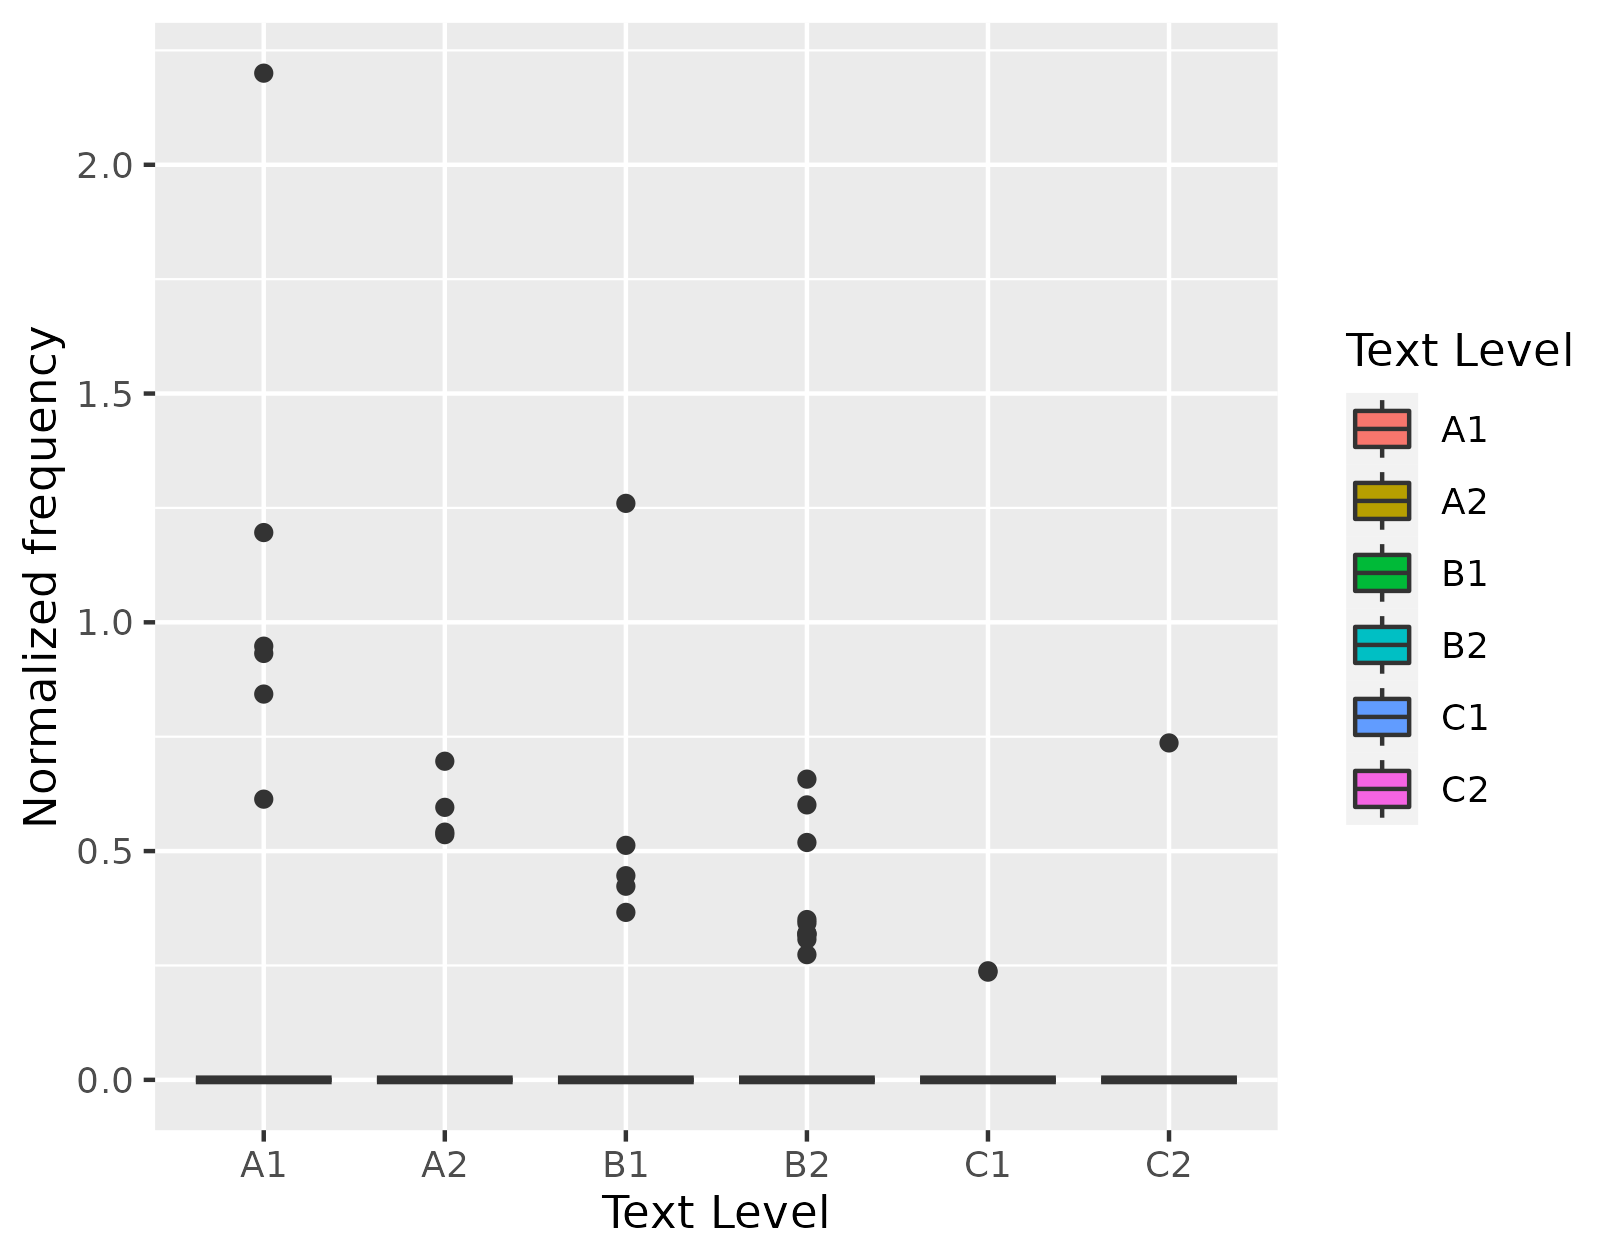 Normalized frequency
2.0
1.5
1.0
0.5
0.0
A1 A2 B1 B2 C1 C2
Text Level
Text Level
A1
A2
B1
B2
C1
C2